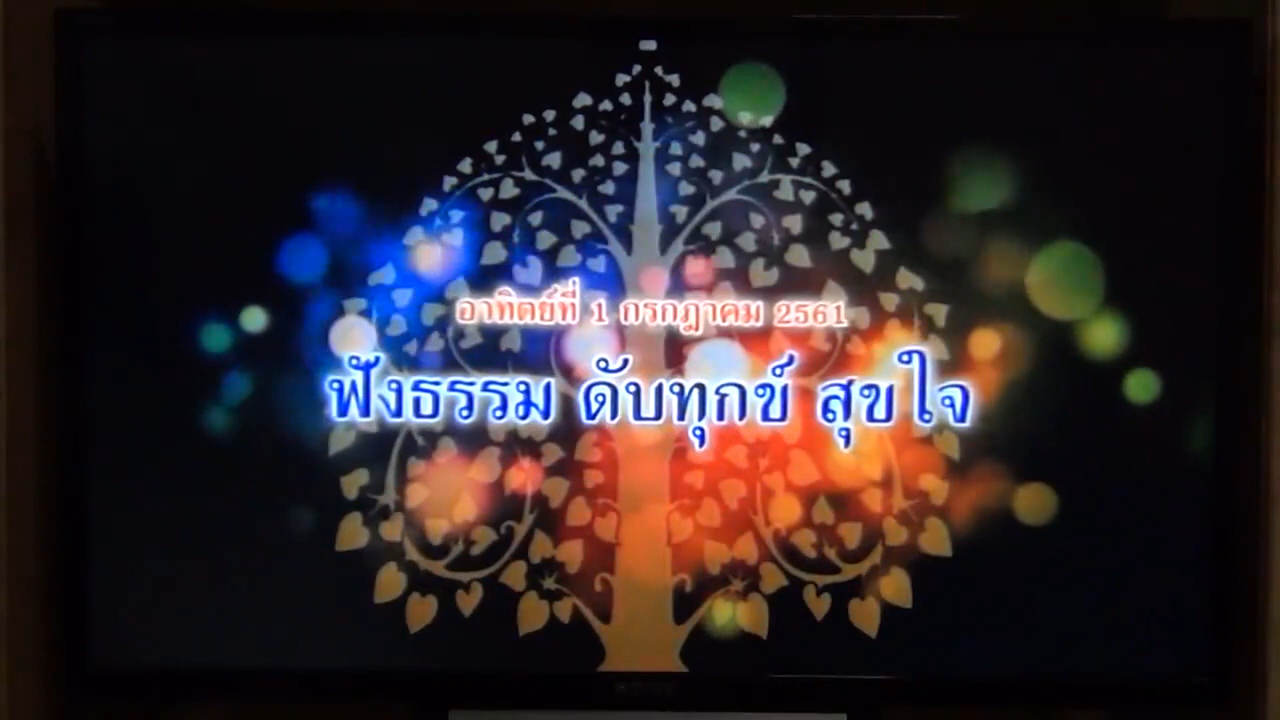 อาทิตย์ที่ 1 กรกฎาคม 2561
ฟังธรรม ดับทุกข์ สุขใจ